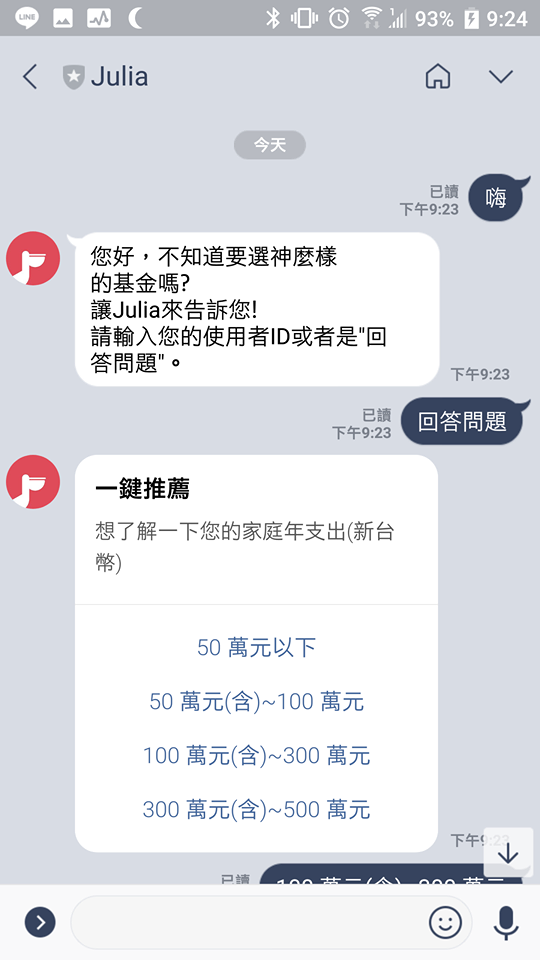 LINE
93%
9:24
Julia
今天
嗨
已讀
下午9:23
您好，不知道要選神麼樣
的基金嗎?
讓Julia來告訴您!
請輸入您的使用者ID或者是"回
答問題"。
下午9:23
回答問題
已讀
下午9:23
一鍵推薦
想了解一下您的家庭年支出(新台
幣)
50 萬元以下
50 萬元(含)~100 萬元
100 萬元(含)~300 萬元
300 萬元(含)~500 萬元
下午9:23
已讀